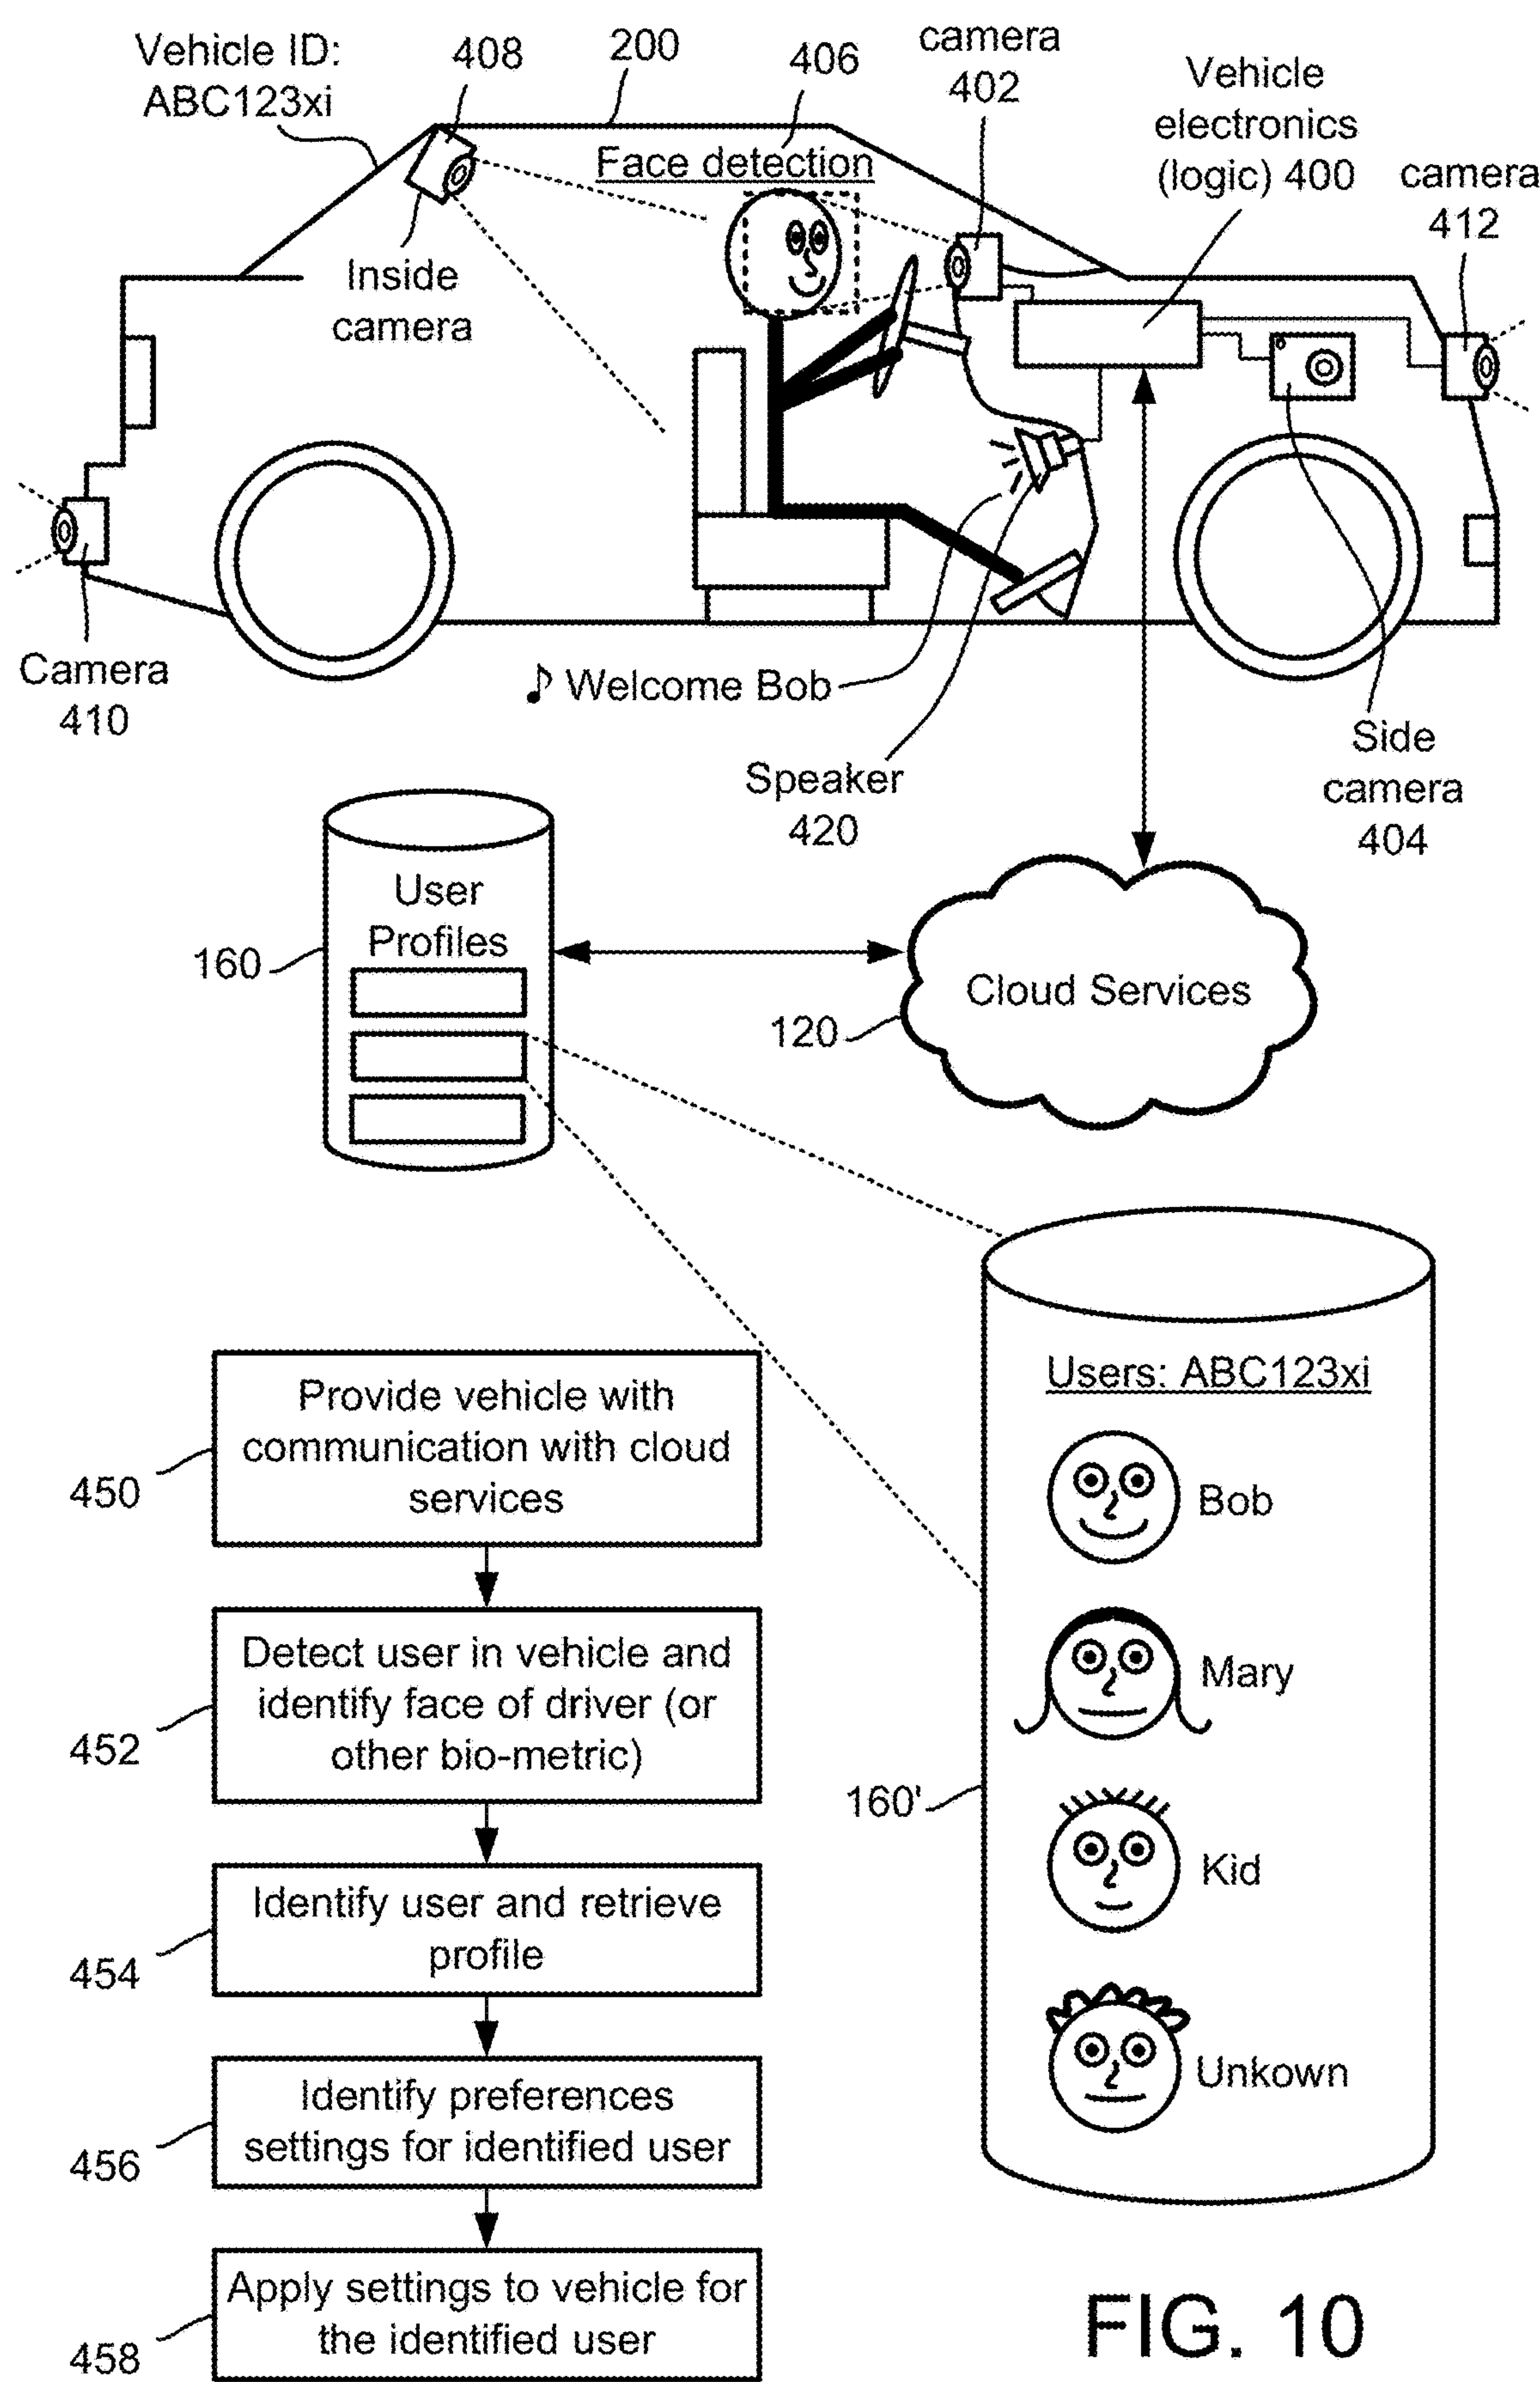 Vehicle ID:
ABC123xi
408
200
406
camera
402
Vehicle
electronics
(logic) 400
camera
412
Face detection
Inside
camera
Camera
410
♪ Welcome Bob
Speaker
420
Side
camera
404
User
Profiles
160
Cloud Services
120
Users: ABC123xi
Bob
Mary
Kid
Unkown
160'
Provide vehicle with
communication with cloud
services
450
Detect user in vehicle and
identify face of driver (or
other bio-metric)
452
Identify user and retrieve
profile
454
Identify preferences
settings for identified user
456
Apply settings to vehicle for
the identified user
458
FIG. 10